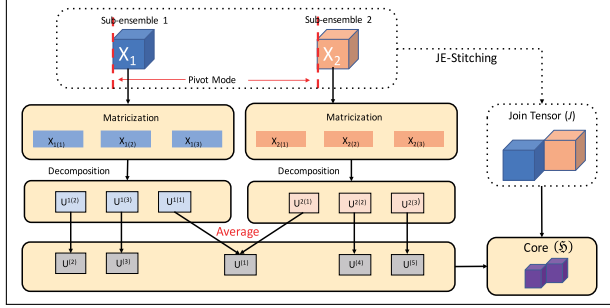 Sub-ensemble 1
Sub-ensemble 2
X1
X2
Pivot Mode
JE-Stitching
Matricization
Matricization
X1(1) X1(2) X1(3)
X2(1) X2(2) X2(3)
Join Tensor (J)
Decomposition
Decomposition
U1(2) U1(3) U1(1)
U2(1) U2(2) U2(3)
Average
U(2) U(3) U(1) U(4) U(5)
Core (ℌ)